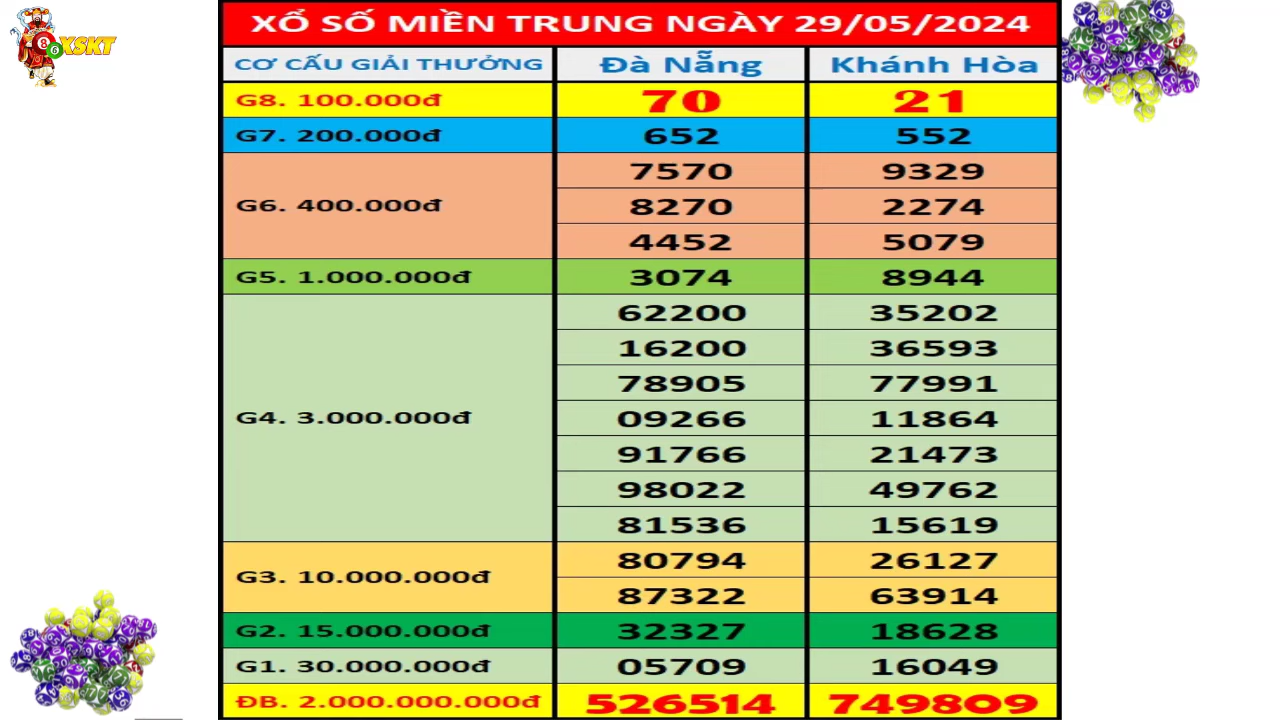 XSKT
XỔ SỐ MIỀN TRUNG NGÀY 29/05/2024
CƠ CẤU GIẢI THƯỞNG Đà Nẵng Khánh Hòa
G8. 100.000đ 70 21
G7. 200.000đ 652 552
7570 9329
G6. 400.000đ 8270 2274
4452 5079
G5. 1.000.000đ 3074 8944
62200 35202
16200 36593
78905 77991
G4. 3.000.000đ 09266 11864
91766 21473
98022 49762
81536 15619
G3. 10.000.000đ 80794 26127
87322 63914
G2. 15.000.000đ 32327 18628
G1. 30.000.000đ 05709 16049
ĐB. 2.000.000.000đ 526514 749809